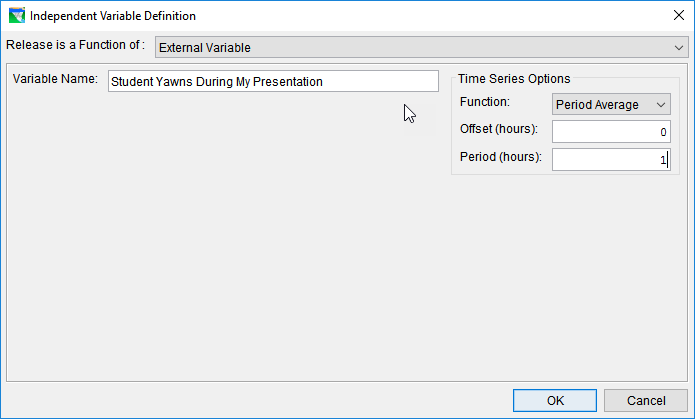 Independent Variable Definition
Release is a Function of : External Variable
Variable Name: Student Yawns During My Presentation
Time Series Options
Function: Period Average
Offset (hours): 0
Period (hours): 1
OK Cancel